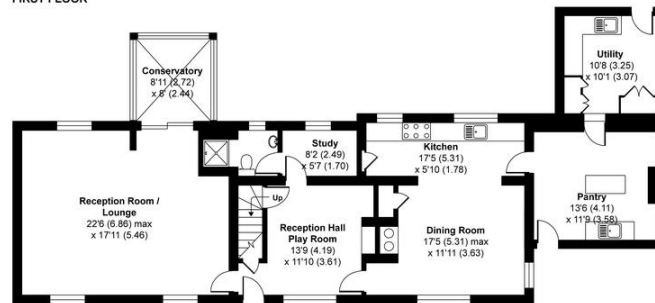 FIRST FLOOR
Conservatory
8'11 (2.72)
x 8' (2.44)
Utility
10'8 (3.25)
x 10'1 (3.07)
Study
8'2 (2.49)
x 5'7 (1.70)
Kitchen
17'5 (5.31)
x 5'10 (1.78)
Reception Room /
Lounge
22'6 (6.86) max
x 17'11 (5.46)
Up
Reception Hall
Play Room
13'9 (4.19)
x 11'10 (3.61)
Dining Room
17'5 (5.31) max
x 11'11 (3.63)
Pantry
13'6 (4.11)
x 11'9 (3.58)